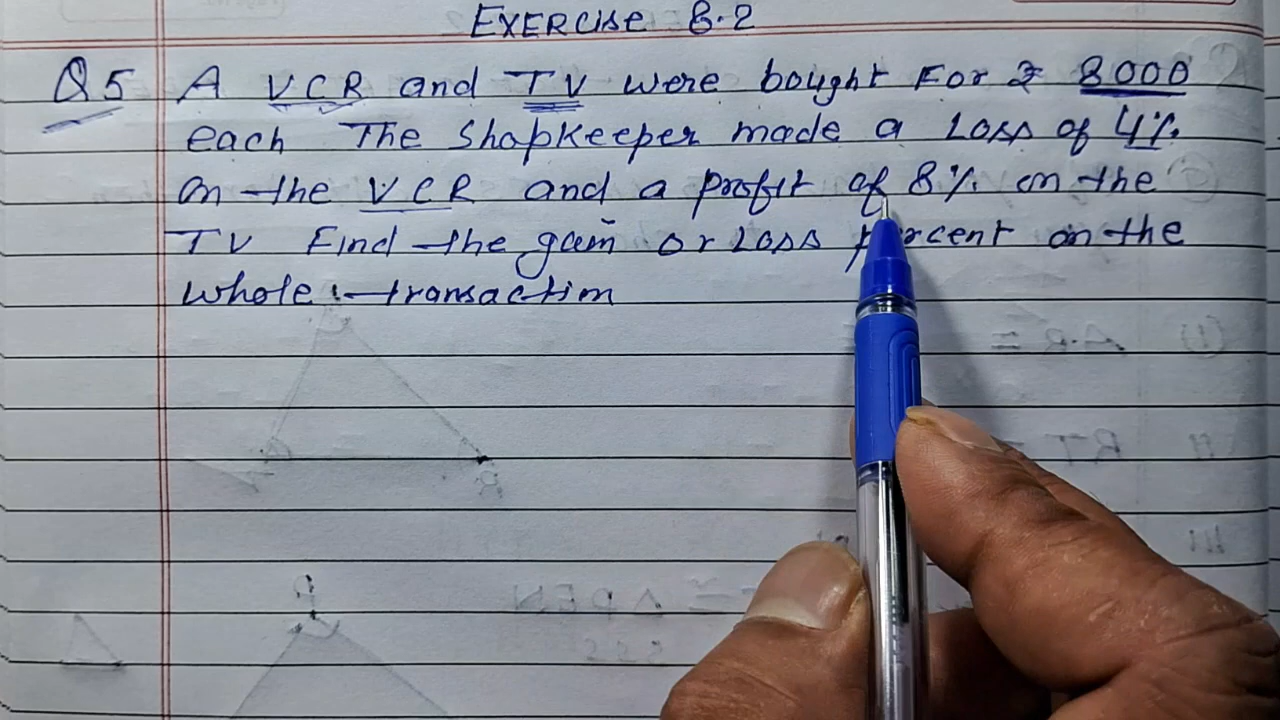 EXERCISE 8.2
Q5 A VCR and TV were bought For ₹ 8000
each The Shopkeeper made a Loss of 4%
on the VCR and a profit of 8% on the
TV Find the gain or Loss percent on the
whole transaction